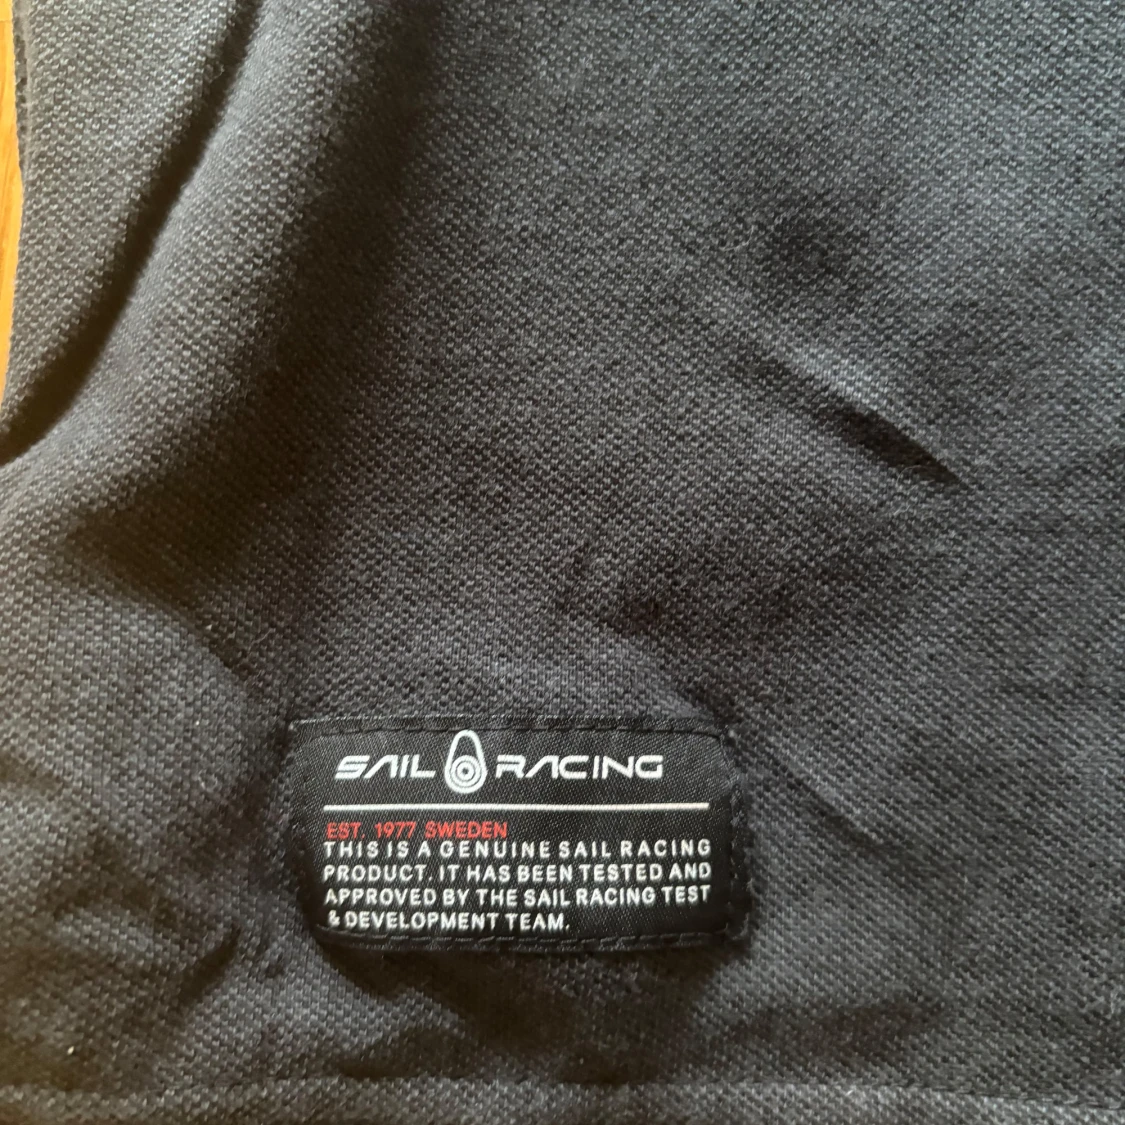 SAIL RACING
EST. 1977 SWEDEN
THIS IS A GENUINE SAIL RACING
PRODUCT. IT HAS BEEN TESTED AND
APPROVED BY THE SAIL RACING TEST
& DEVELOPMENT TEAM.